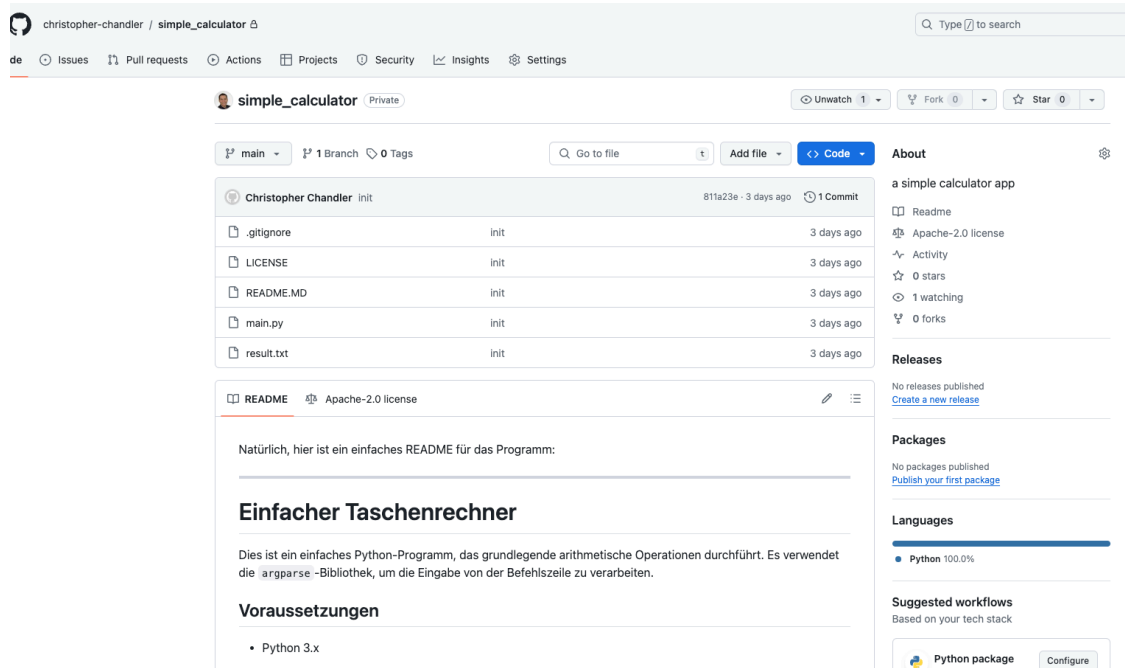 christopher-chandler / simple_calculator
Type / to search
de Issues Pull requests Actions Projects Security Insights Settings
simple_calculator Private
Unwatch 1 Fork 0 Star 0
main 1 Branch 0 Tags Go to file t Add file Code
Christopher Chandler init 811a23e · 3 days ago 1 Commit
.gitignore init 3 days ago
LICENSE init 3 days ago
README.MD init 3 days ago
main.py init 3 days ago
result.txt init 3 days ago
README Apache-2.0 license
Natürlich, hier ist ein einfaches README für das Programm:
Einfacher Taschenrechner
Dies ist ein einfaches Python-Programm, das grundlegende arithmetische Operationen durchführt. Es verwendet
die argparse -Bibliothek, um die Eingabe von der Befehlszeile zu verarbeiten.
Voraussetzungen
• Python 3.x
About
a simple calculator app
Readme
Apache-2.0 license
Activity
0 stars
1 watching
0 forks
Releases
No releases published
Create a new release
Packages
No packages published
Publish your first package
Languages
Python 100.0%
Suggested workflows
Based on your tech stack
Python package Configure